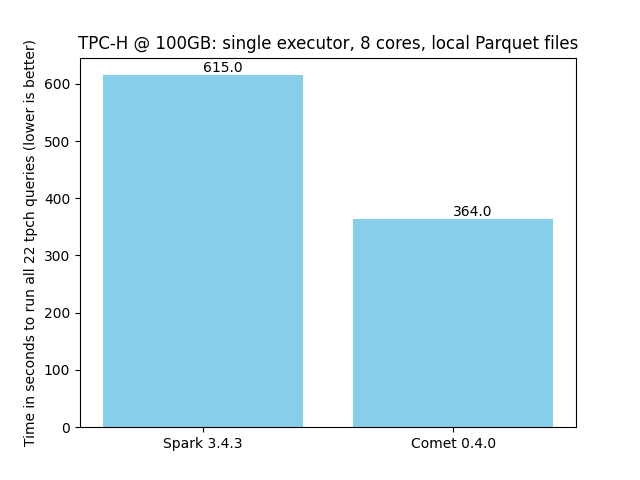 TPC-H @ 100GB: single executor, 8 cores, local Parquet files
Time in seconds to run all 22 tpch queries (lower is better)
600
500
400
300
200
100
0
615.0
364.0
Spark 3.4.3
Comet 0.4.0